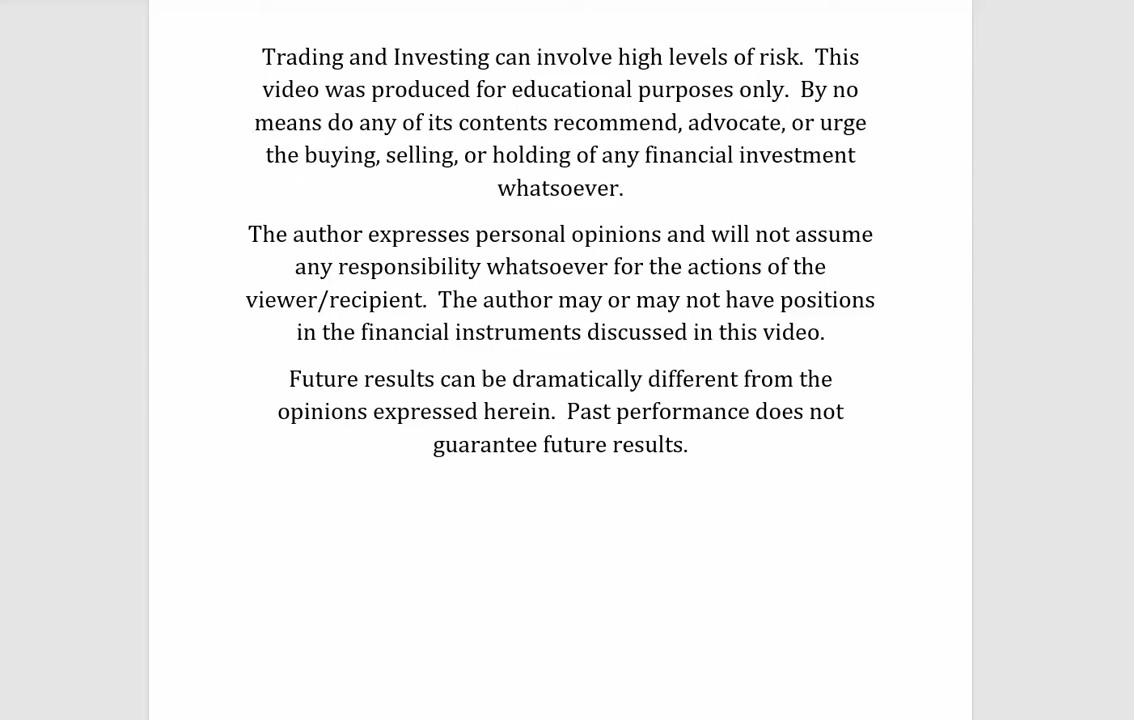 Trading and Investing can involve high levels of risk.  This
video was produced for educational purposes only.  By no
means do any of its contents recommend, advocate, or urge
the buying, selling, or holding of any financial investment
whatsoever.
The author expresses personal opinions and will not assume
any responsibility whatsoever for the actions of the
viewer/recipient.  The author may or may not have positions
in the financial instruments discussed in this video.
Future results can be dramatically different from the
opinions expressed herein.  Past performance does not
guarantee future results.